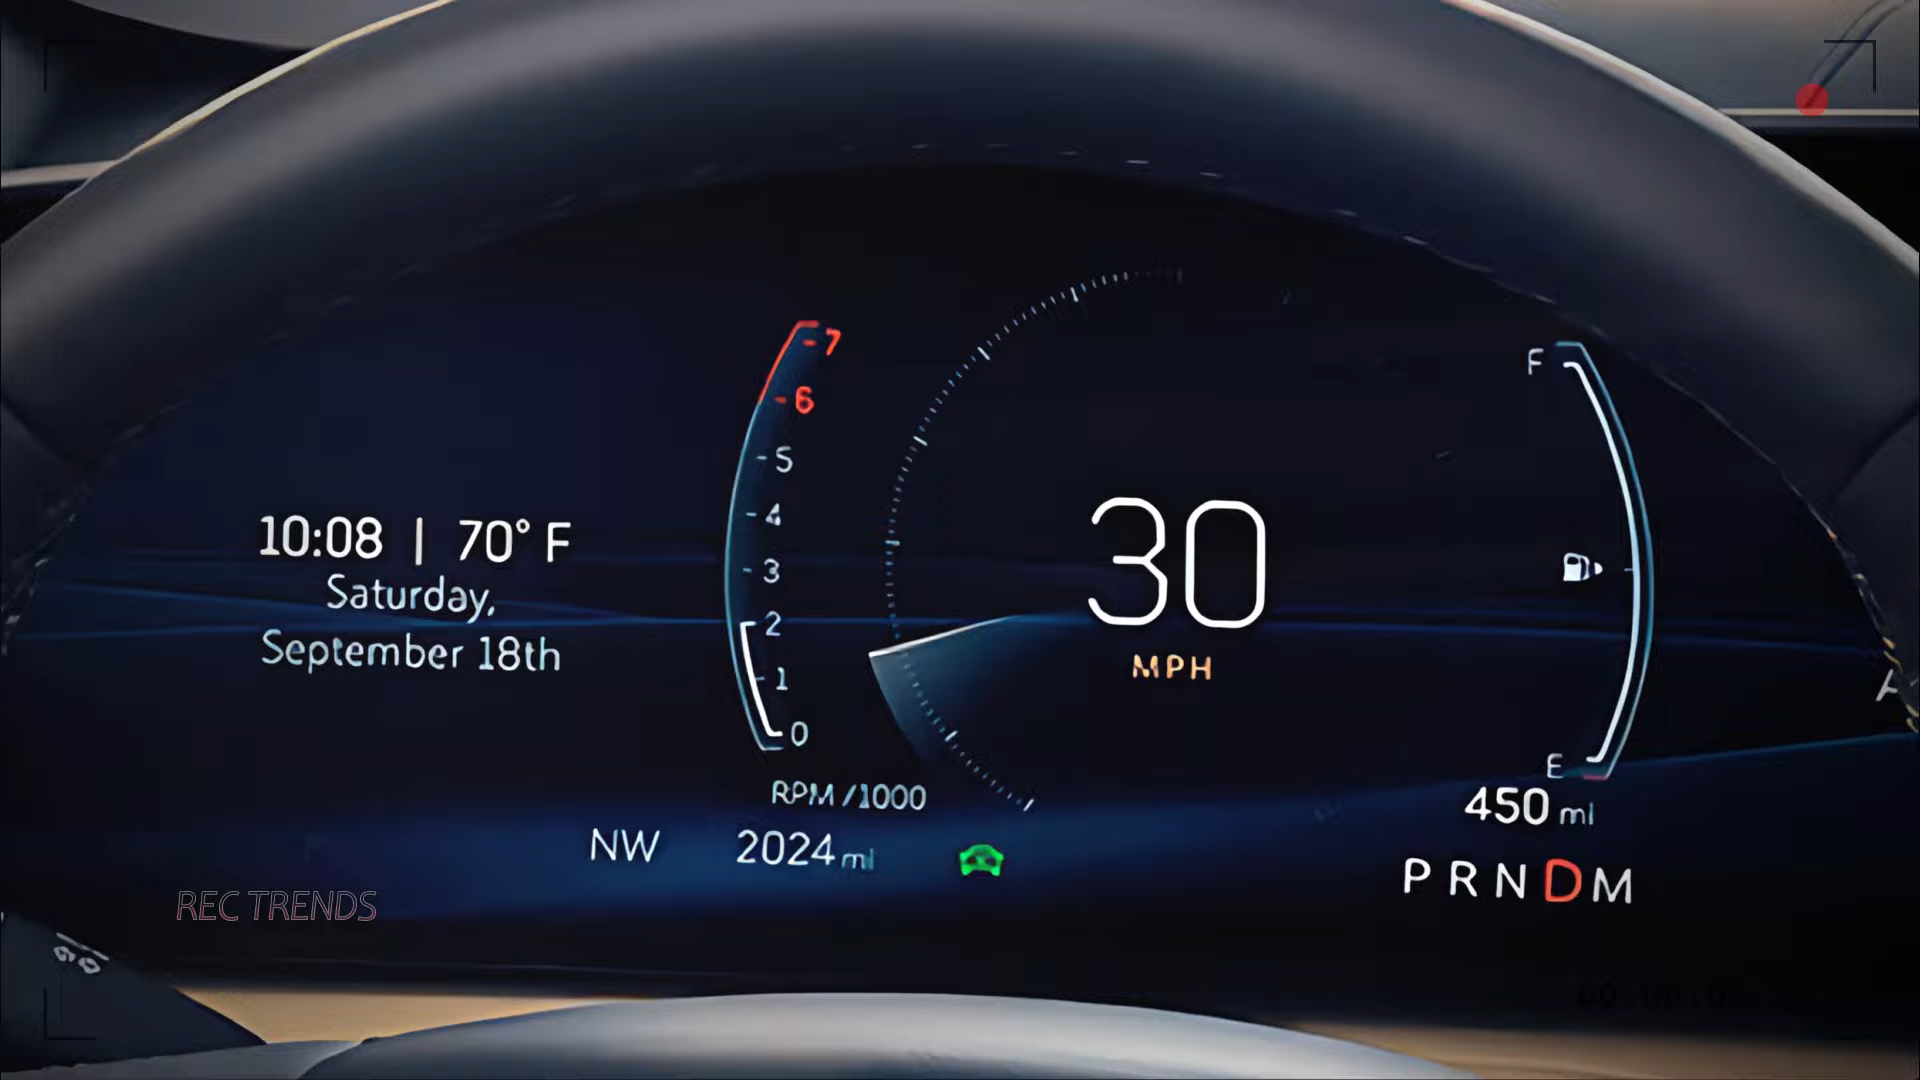 7
6
5
4
3
2
1
0
RPM /1000
10:08 | 70° F
Saturday,
September 18th
30
MPH
F
E
450 mi
NW
2024 mi
P R N D M
REC TRENDS